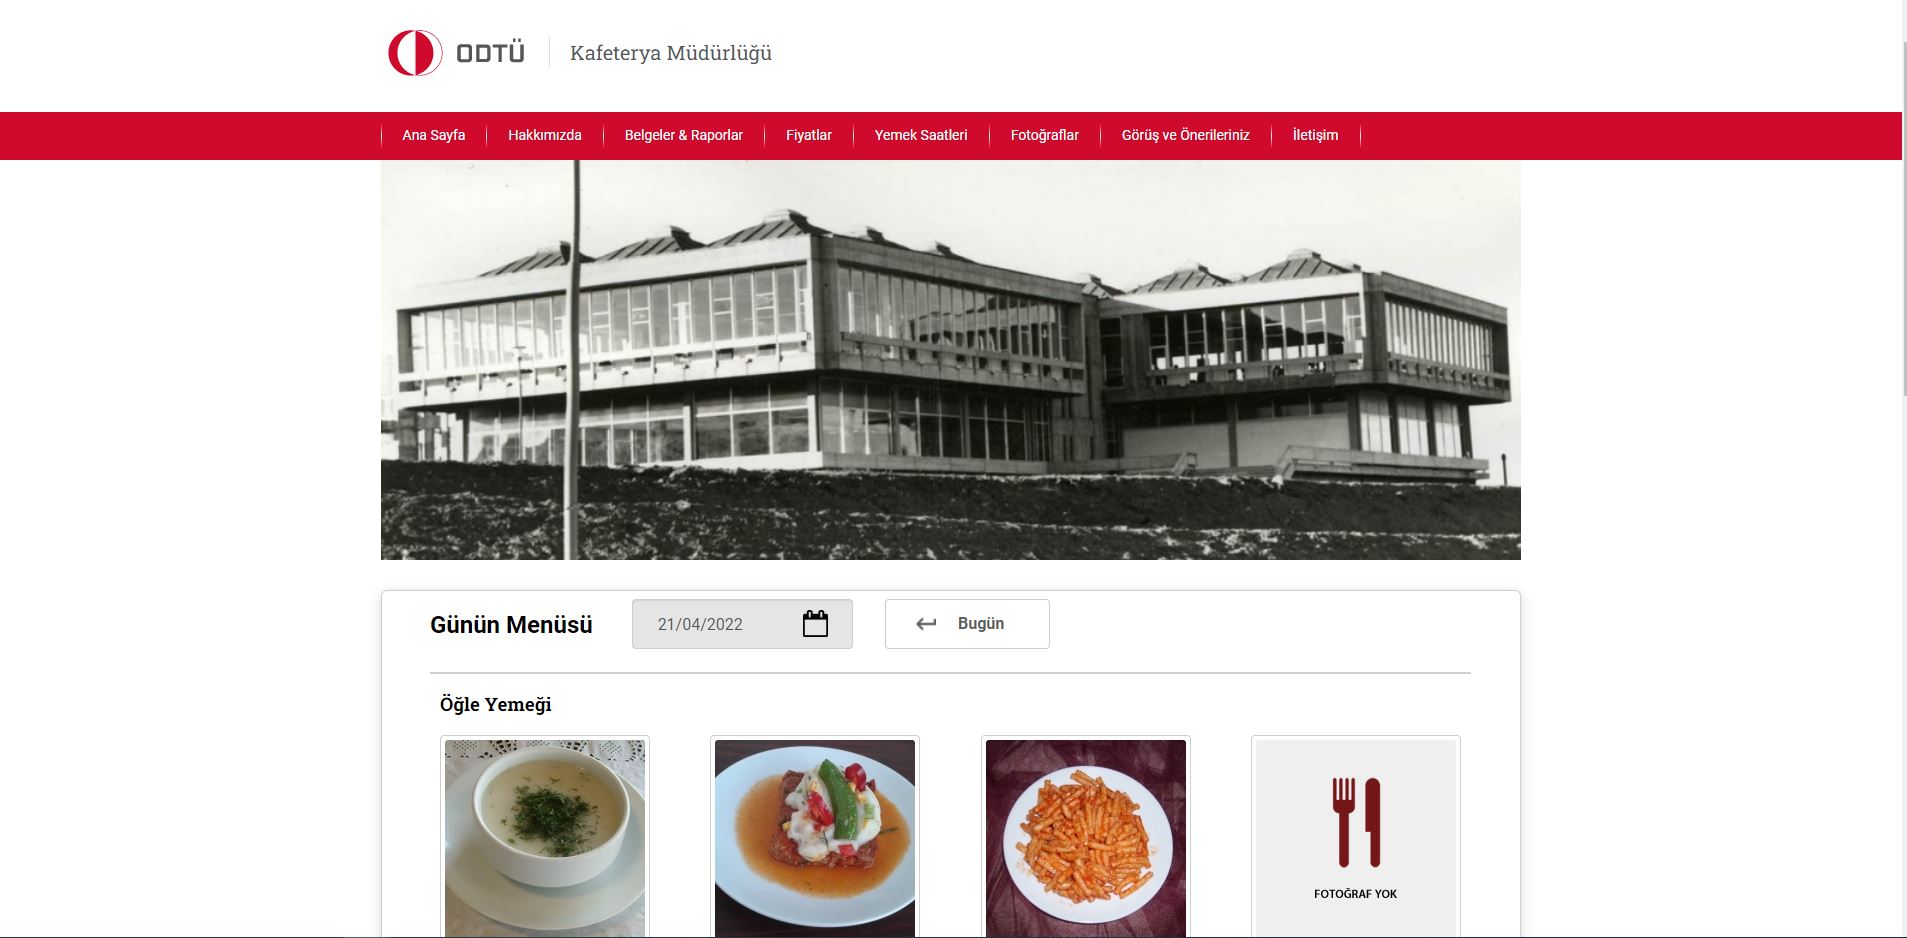 ODTÜ Kafeterya Müdürlüğü
Ana Sayfa Hakkımızda Belgeler & Raporlar Fiyatlar Yemek Saatleri Fotoğraflar Görüş ve Önerileriniz İletişim
Günün Menüsü 21/04/2022 Bugün
Öğle Yemeği
FOTOĞRAF YOK